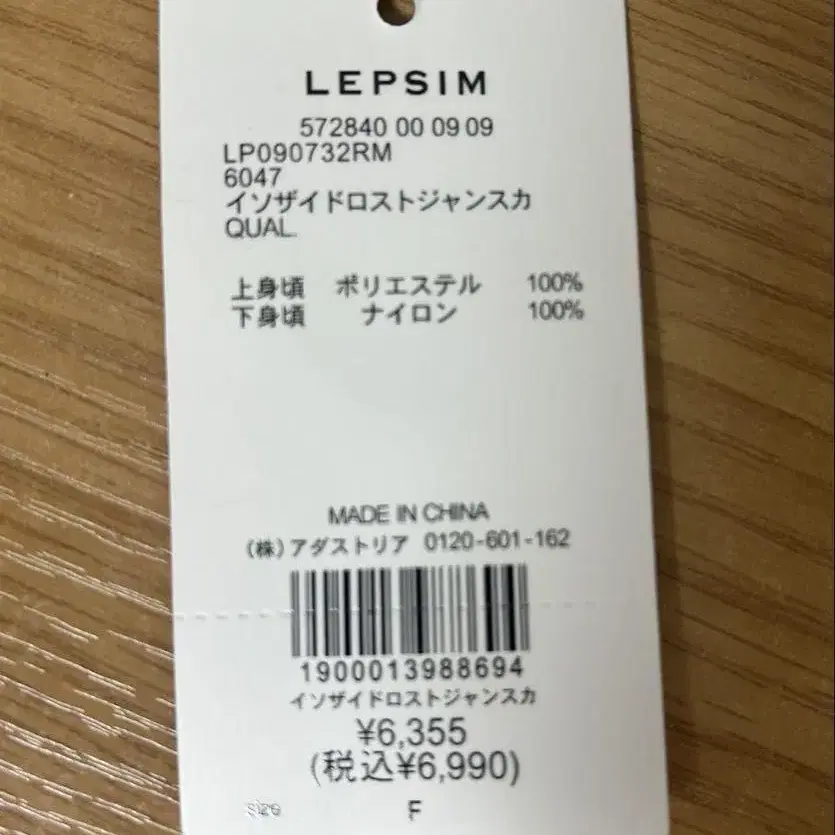 LEPSIM
572840 00 09 09
LP090732RM
6047
イソザイドロストジャンスカ
QUAL.
上身頃 ポリエステル 100%
下身頃 ナイロン 100%
MADE IN CHINA
(株)アダストリア 0120-601-162
1900013988694
イソザイドロストジャンスカ
¥6,355
(税込¥6,990)
SIZE F